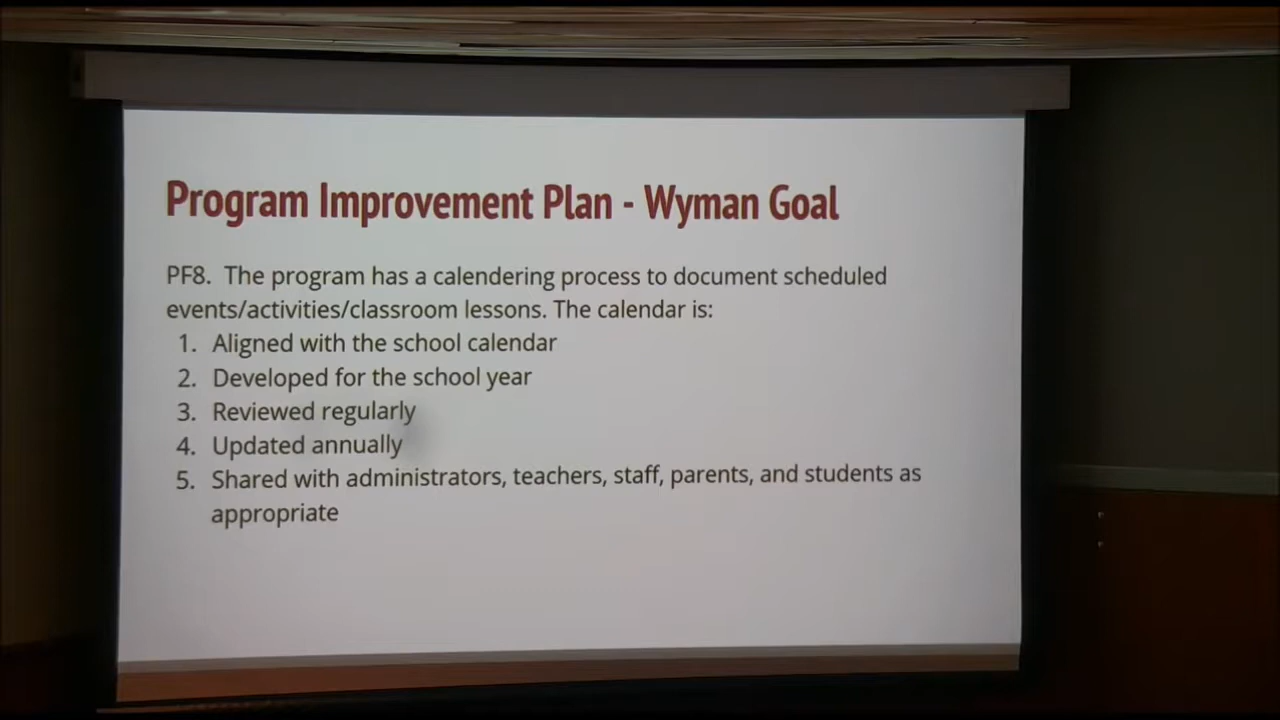 Program Improvement Plan - Wyman Goal
PF8. The program has a calendering process to document scheduled
events/activities/classroom lessons. The calendar is:
1. Aligned with the school calendar
2. Developed for the school year
3. Reviewed regularly
4. Updated annually
5. Shared with administrators, teachers, staff, parents, and students as
appropriate